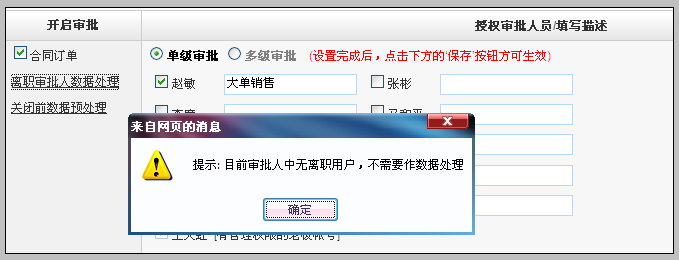 开启审批
授权审批人员/填写描述
合同订单
单级审批 多级审批 (设置完成后，点击下方的‘保存’按钮方可生效)
离职审批人数据处理
赵敏 大单销售 张彬
关闭前数据预处理
来自网页的消息
提示: 目前审批人中无离职用户，不需要作数据处理
确定